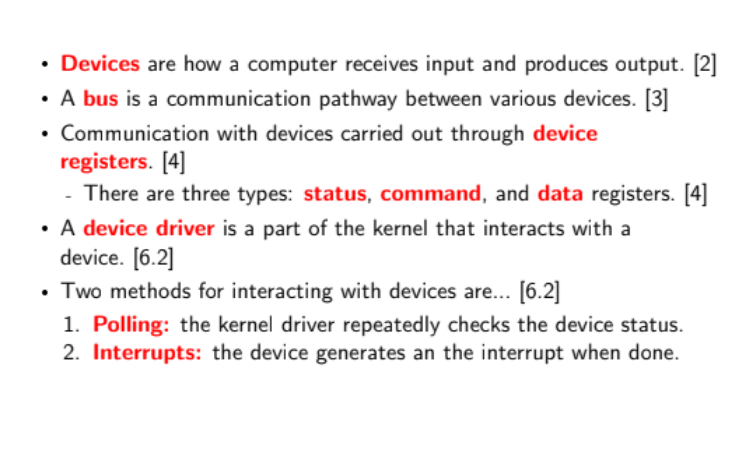 • Devices are how a computer receives input and produces output. [2]
• A bus is a communication pathway between various devices. [3]
• Communication with devices carried out through device
registers. [4]
- There are three types: status, command, and data registers. [4]
• A device driver is a part of the kernel that interacts with a
device. [6.2]
• Two methods for interacting with devices are... [6.2]
1. Polling: the kernel driver repeatedly checks the device status.
2. Interrupts: the device generates an the interrupt when done.